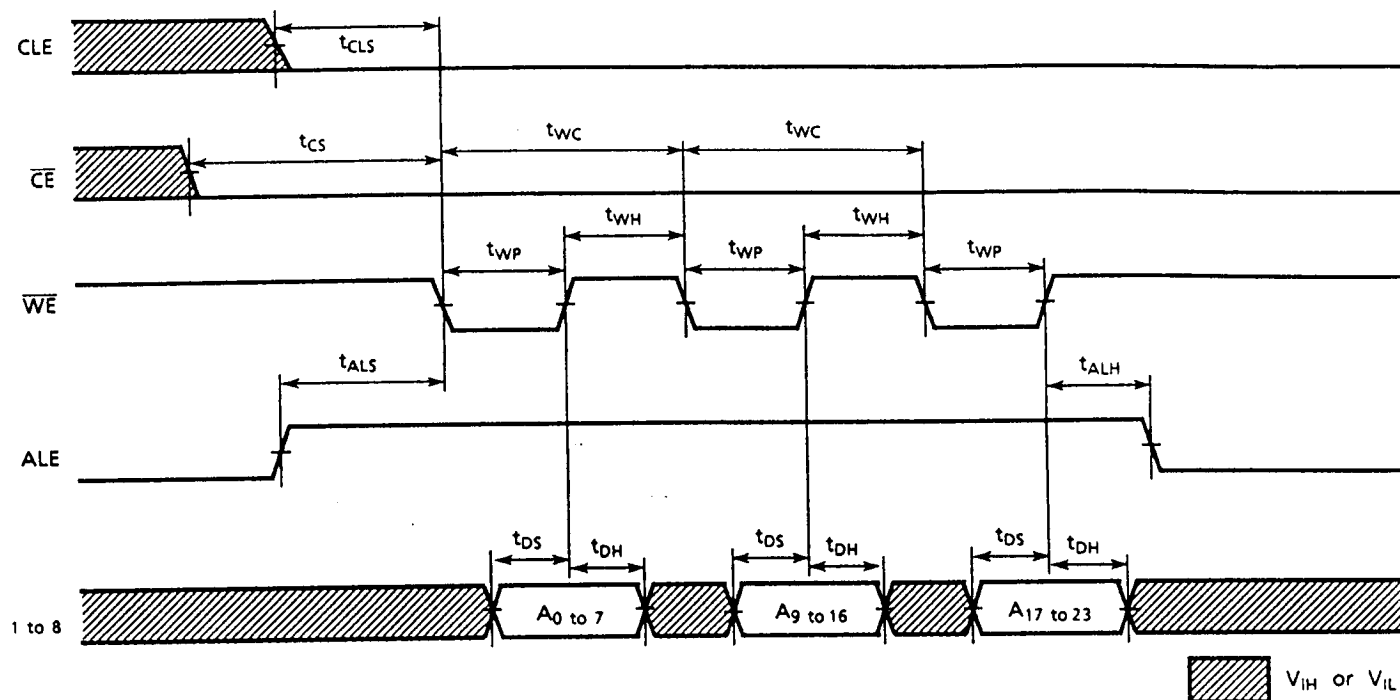 CLE
tCLS
tWC
tWC
tCS
CE
tWH
tWH
tWP
tWP
tWP
WE
tALS
tALH
ALE
tDS
tDH
tDS
tDH
tDS
tDH
1 to 8
A0 to 7
A9 to 16
A17 to 23
VIH or VIL